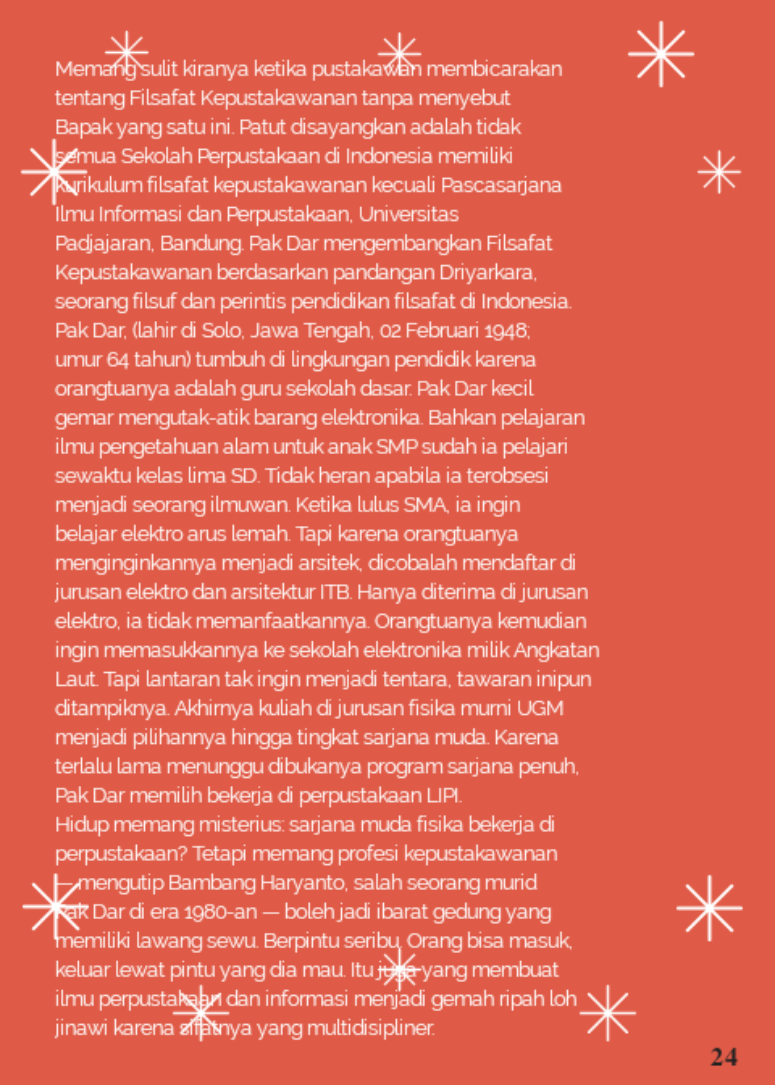 Memang sulit kiranya ketika pustakawan membicarakan
tentang Filsafat Kepustakawanan tanpa menyebut
Bapak yang satu ini. Patut disayangkan adalah tidak
semua Sekolah Perpustakaan di Indonesia memiliki
kurikulum filsafat kepustakawanan kecuali Pascasarjana
Ilmu Informasi dan Perpustakaan, Universitas
Padjajaran, Bandung. Pak Dar mengembangkan Filsafat
Kepustakawanan berdasarkan pandangan Driyarkara,
seorang filsuf dan perintis pendidikan filsafat di Indonesia.
Pak Dar, (lahir di Solo, Jawa Tengah, 02 Februari 1948;
umur 64 tahun) tumbuh di lingkungan pendidik karena
orangtuanya adalah guru sekolah dasar. Pak Dar kecil
gemar mengutak-atik barang elektronika. Bahkan pelajaran
ilmu pengetahuan alam untuk anak SMP sudah ia pelajari
sewaktu kelas lima SD. Tidak heran apabila ia terobsesi
menjadi seorang ilmuwan. Ketika lulus SMA, ia ingin
belajar elektro arus lemah. Tapi karena orangtuanya
menginginkannya menjadi arsitek, dicobalah mendaftar di
jurusan elektro dan arsitektur ITB. Hanya diterima di jurusan
elektro, ia tidak memanfaatkannya. Orangtuanya kemudian
ingin memasukkannya ke sekolah elektronika milik Angkatan
Laut. Tapi lantaran tak ingin menjadi tentara, tawaran inipun
ditampiknya. Akhirnya kuliah di jurusan fisika murni UGM
menjadi pilihannya hingga tingkat sarjana muda. Karena
terlalu lama menunggu dibukanya program sarjana penuh,
Pak Dar memilih bekerja di perpustakaan LIPI.
Hidup memang misterius: sarjana muda fisika bekerja di
perpustakaan? Tetapi memang profesi kepustakawanan
— mengutip Bambang Haryanto, salah seorang murid
Pak Dar di era 1980-an — boleh jadi ibarat gedung yang
memiliki lawang sewu. Berpintu seribu. Orang bisa masuk,
keluar lewat pintu yang dia mau. Itu juga yang membuat
ilmu perpustakaan dan informasi menjadi gemah ripah loh
jinawi karena sifatnya yang multidisipliner.
24